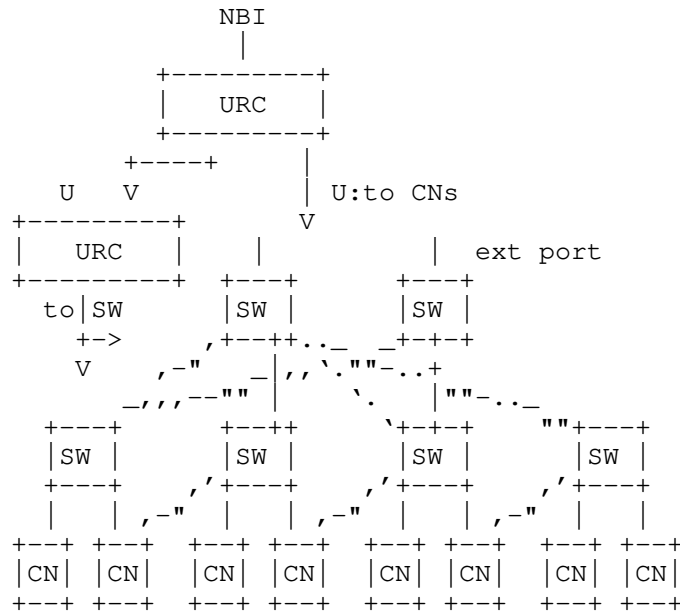 NBI
URC
U V U:to CNs
V
URC ext port
to SW SW SW
V
SW SW SW SW
CN CN CN CN CN CN CN CN